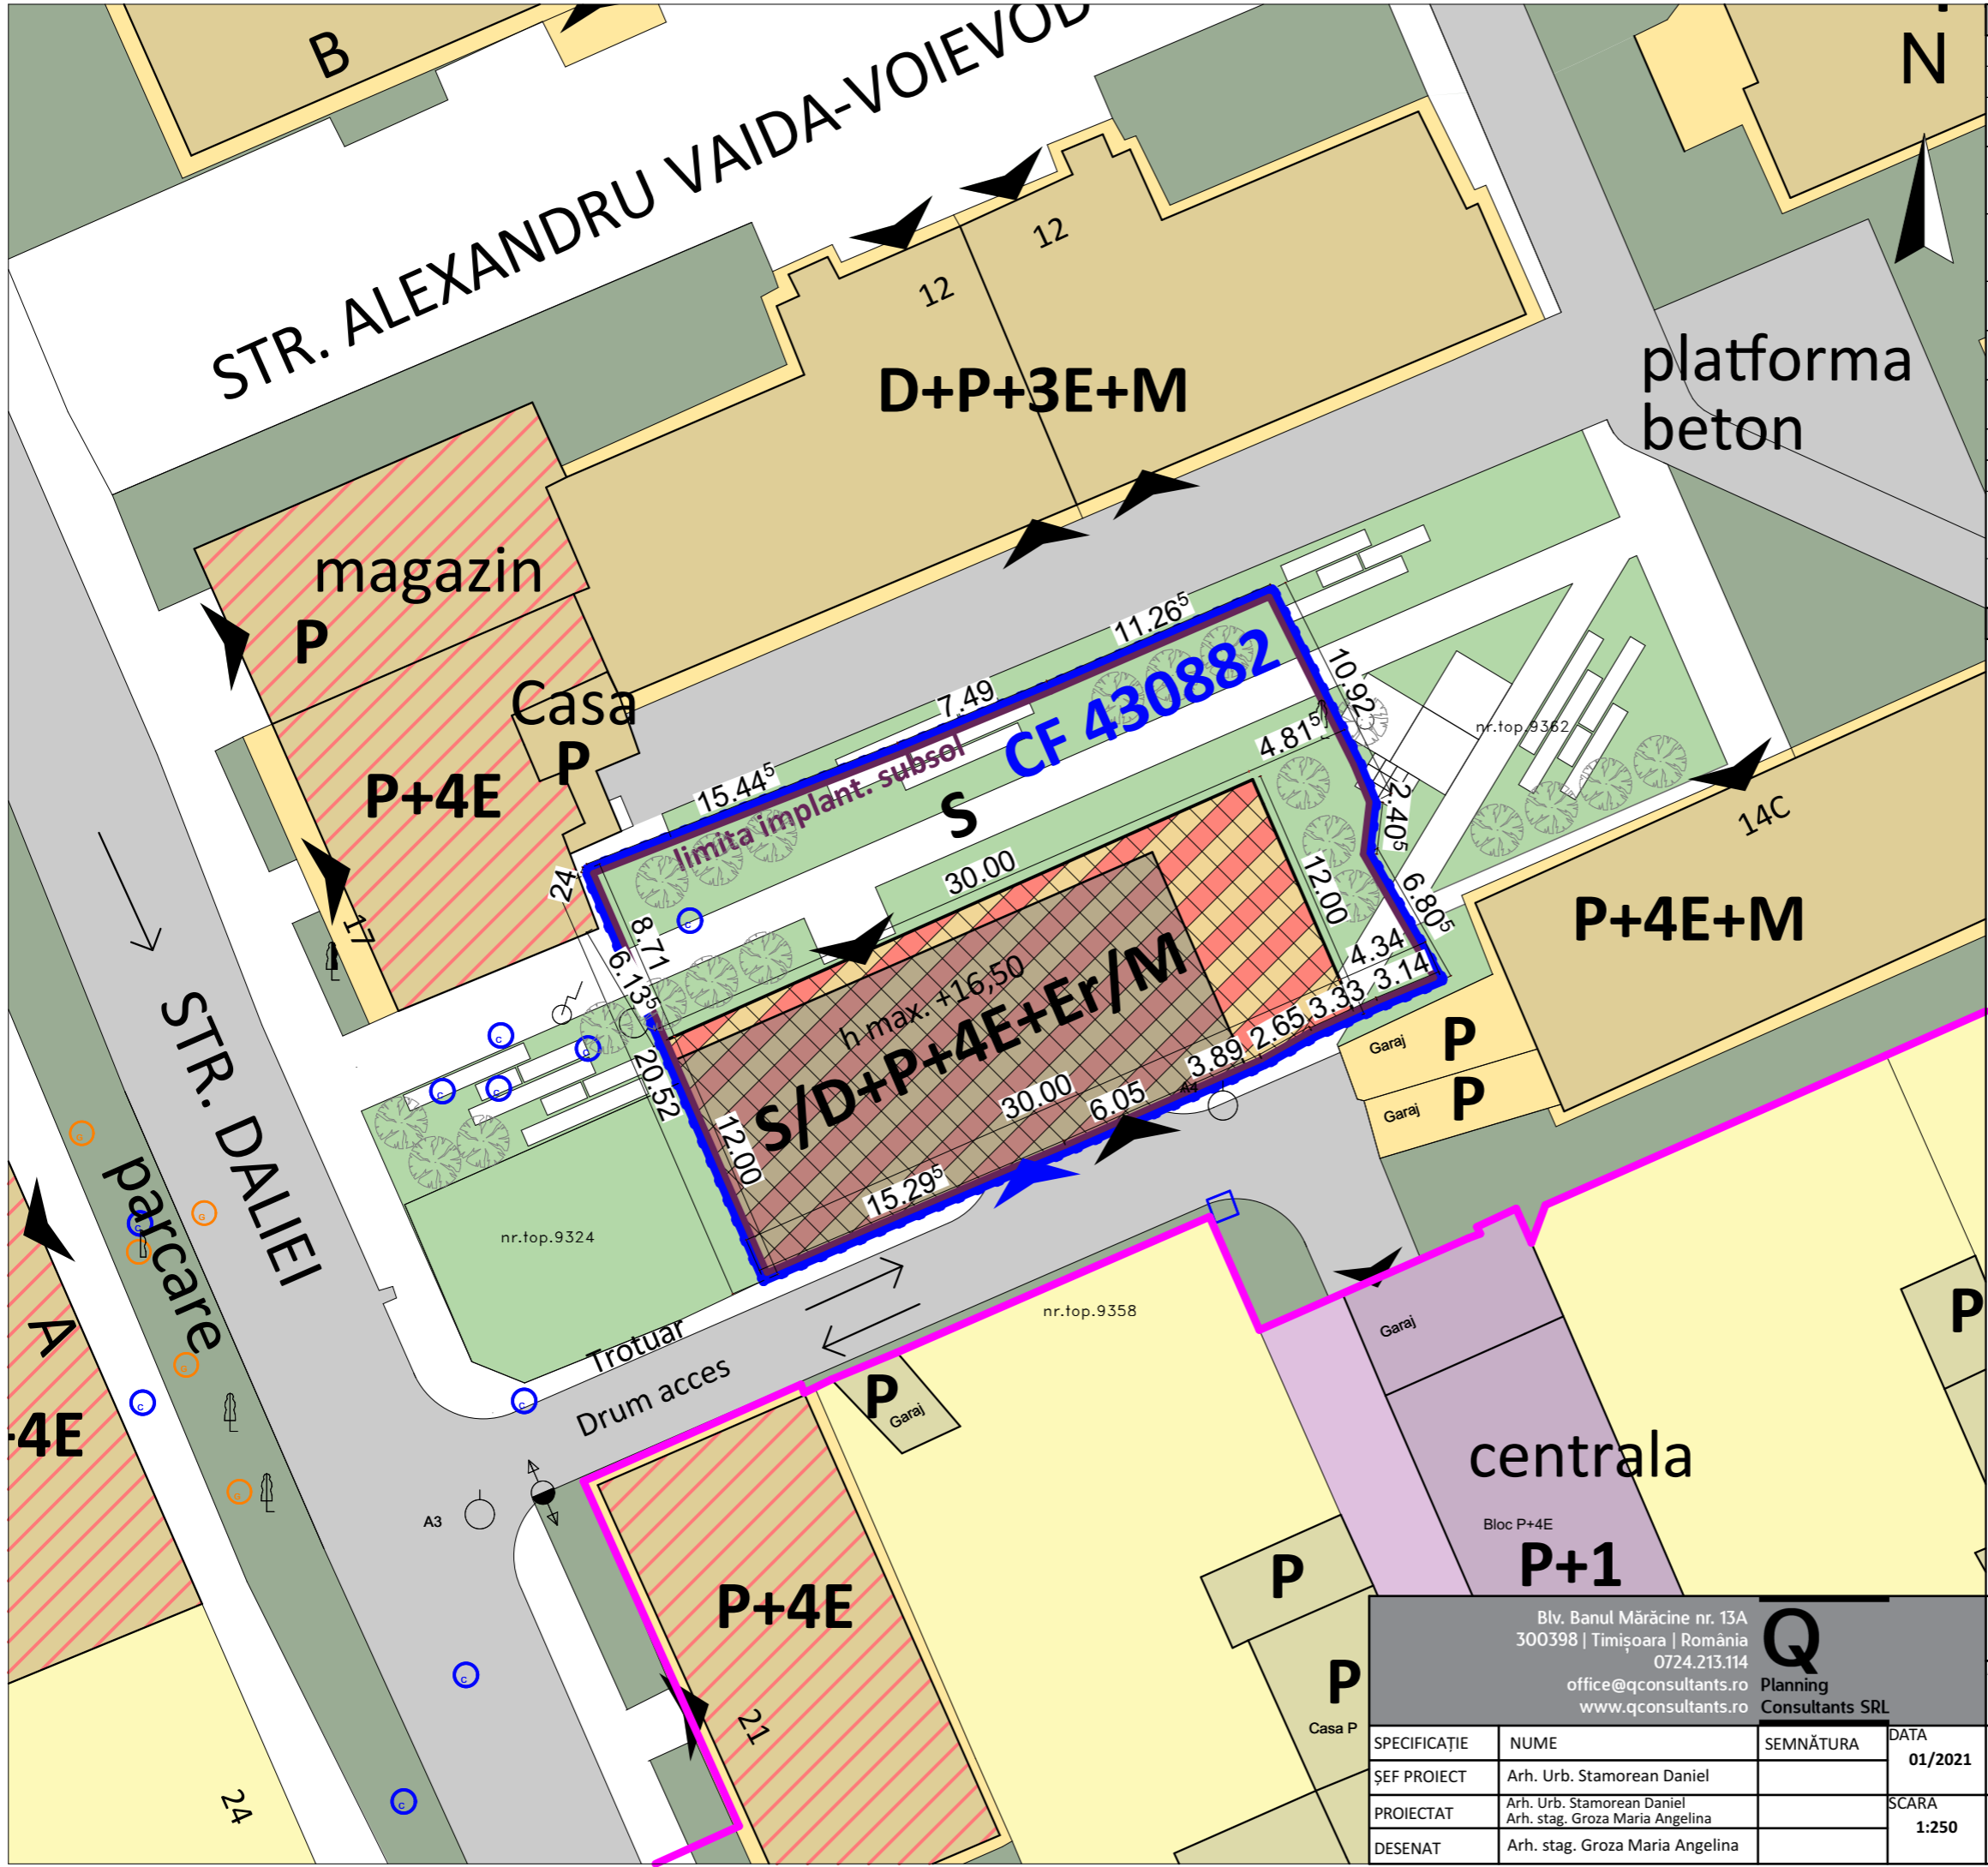 B
STR. ALEXANDRU VAIDA-VOIEVOD
N
12
12
D+P+3E+M
platforma
beton
magazin
P
Casa
P
P+4E
17
11.26⁵
7.49
15.44⁵
CF 430882
limita implant. subsol
S
10.92
4.81⁵
2.40⁵
6.80⁵
nr.top.9362
14C
P+4E+M
24
8.71
6.13⁵
20.52
12.00
30.00
12.00
4.34
3.14
3.33
2.65
3.89
6.05
30.00
15.29⁵
h max. +16,50
S/D+P+4E+Er/M
A4
Garaj P
Garaj P
STR. DALIEI
parcare
A
-4E
nr.top.9324
Trotuar
Drum acces
nr.top.9358
P
Garaj
Garaj
P
centrala
Bloc P+4E
P+1
A3
P+4E
21
24
P
P
Casa P
C
C
C
C
C
C
C
C
C
C
G
G
G
G
G
Blv. Banul Mărăcine nr. 13A
300398 | Timișoara | România
0724.213.114
office@qconsultants.ro
www.qconsultants.ro
Q
Planning
Consultants SRL
SPECIFICAȚIE NUME SEMNĂTURA DATA
01/2021
ȘEF PROIECT Arh. Urb. Stamorean Daniel
PROIECTAT Arh. Urb. Stamorean Daniel
Arh. stag. Groza Maria Angelina
SCARA
1:250
DESENAT Arh. stag. Groza Maria Angelina